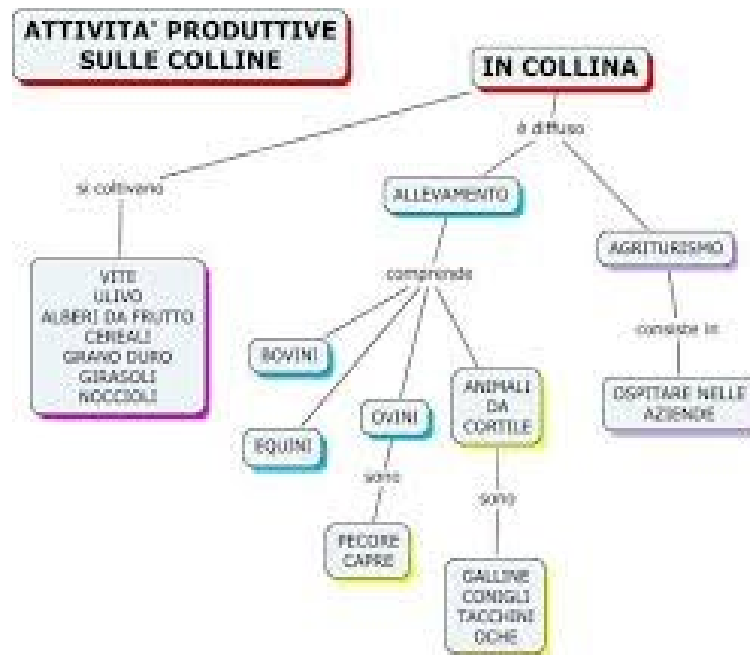 ATTIVITA' PRODUTTIVE
SULLE COLLINE
IN COLLINA
è diffuso
si coltivano
ALLEVAMENTO
AGRITURISMO
VITE
ULIVO
ALBERI DA FRUTTO
CEREALI
GRANO DURO
GIRASOLI
NOCCIOLI
comprende
consiste in
BOVINI
EQUINI
OVINI
ANIMALI
DA
CORTILE
OSPITARE NELLE
AZIENDE
sono
sono
PECORE
CAPRE
GALLINE
CONIGLI
TACCHINI
OCHE